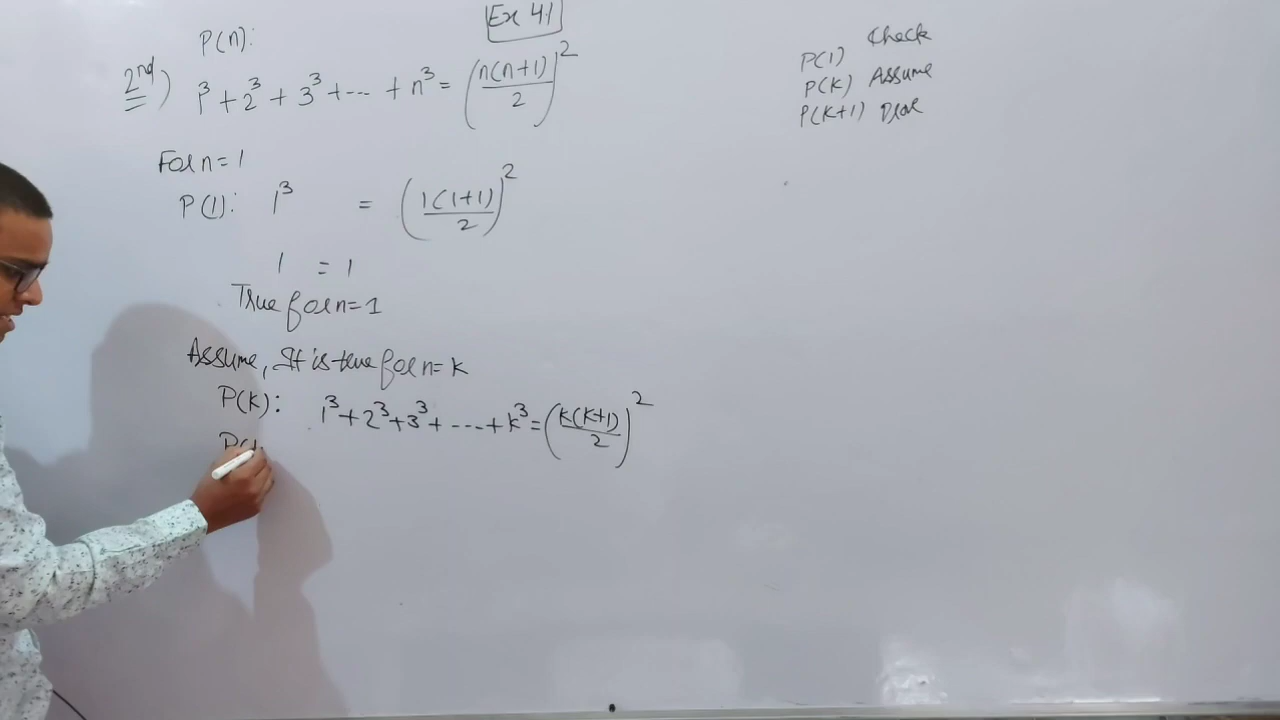 Ex 4.1
P(n):
2nd) 1³ + 2³ + 3³ + --- + n³ = (n(n+1)/2)²
For n = 1
P(1): 1³ = (1(1+1)/2)²
1 = 1
True for n = 1
Assume, It is true for n = k
P(k): 1³ + 2³ + 3³ + ---- + k³ = (k(k+1)/2)²
P(
P(1) Check
P(K) Assume
P(K+1)